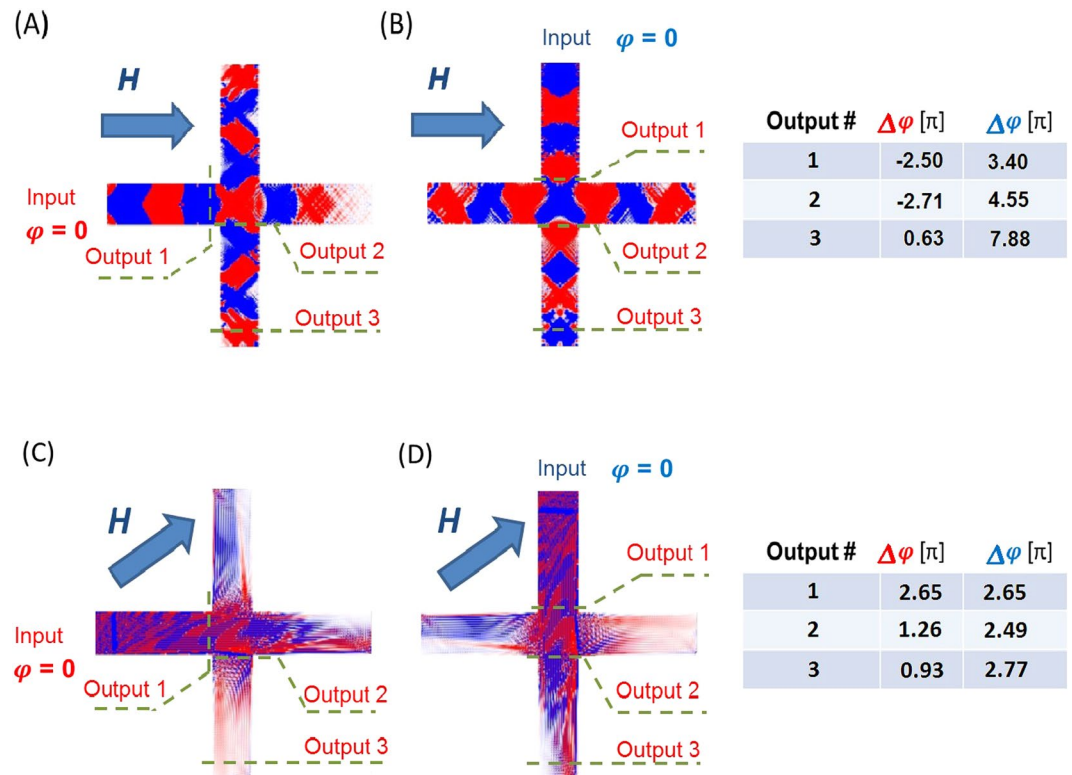 (A)
H
Input
φ = 0
Output 1
Output 2
Output 3
(B)
Input φ = 0
H
Output 1
Output 2
Output 3
Output # Δφ [π] Δφ [π]
1 -2.50 3.40
2 -2.71 4.55
3 0.63 7.88
(C)
H
Input
φ = 0
Output 1
Output 2
Output 3
(D)
Input φ = 0
H
Output 1
Output 2
Output 3
Output # Δφ [π] Δφ [π]
1 2.65 2.65
2 1.26 2.49
3 0.93 2.77